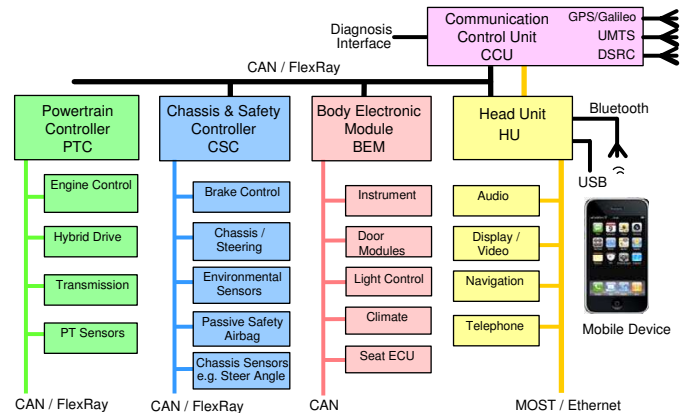 Diagnosis
Interface
Communication
Control Unit
CCU
GPS/Galileo
UMTS
DSRC
CAN / FlexRay
Powertrain
Controller
PTC
Chassis & Safety
Controller
CSC
Body Electronic
Module
BEM
Head Unit
HU
Bluetooth
USB
Engine Control
Hybrid Drive
Transmission
PT Sensors
Brake Control
Chassis /
Steering
Environmental
Sensors
Passive Safety
Airbag
Chassis Sensors
e.g. Steer Angle
Instrument
Door
Modules
Light Control
Climate
Seat ECU
Audio
Display /
Video
Navigation
Telephone
Mobile Device
CAN / FlexRay
CAN / FlexRay
CAN
MOST / Ethernet